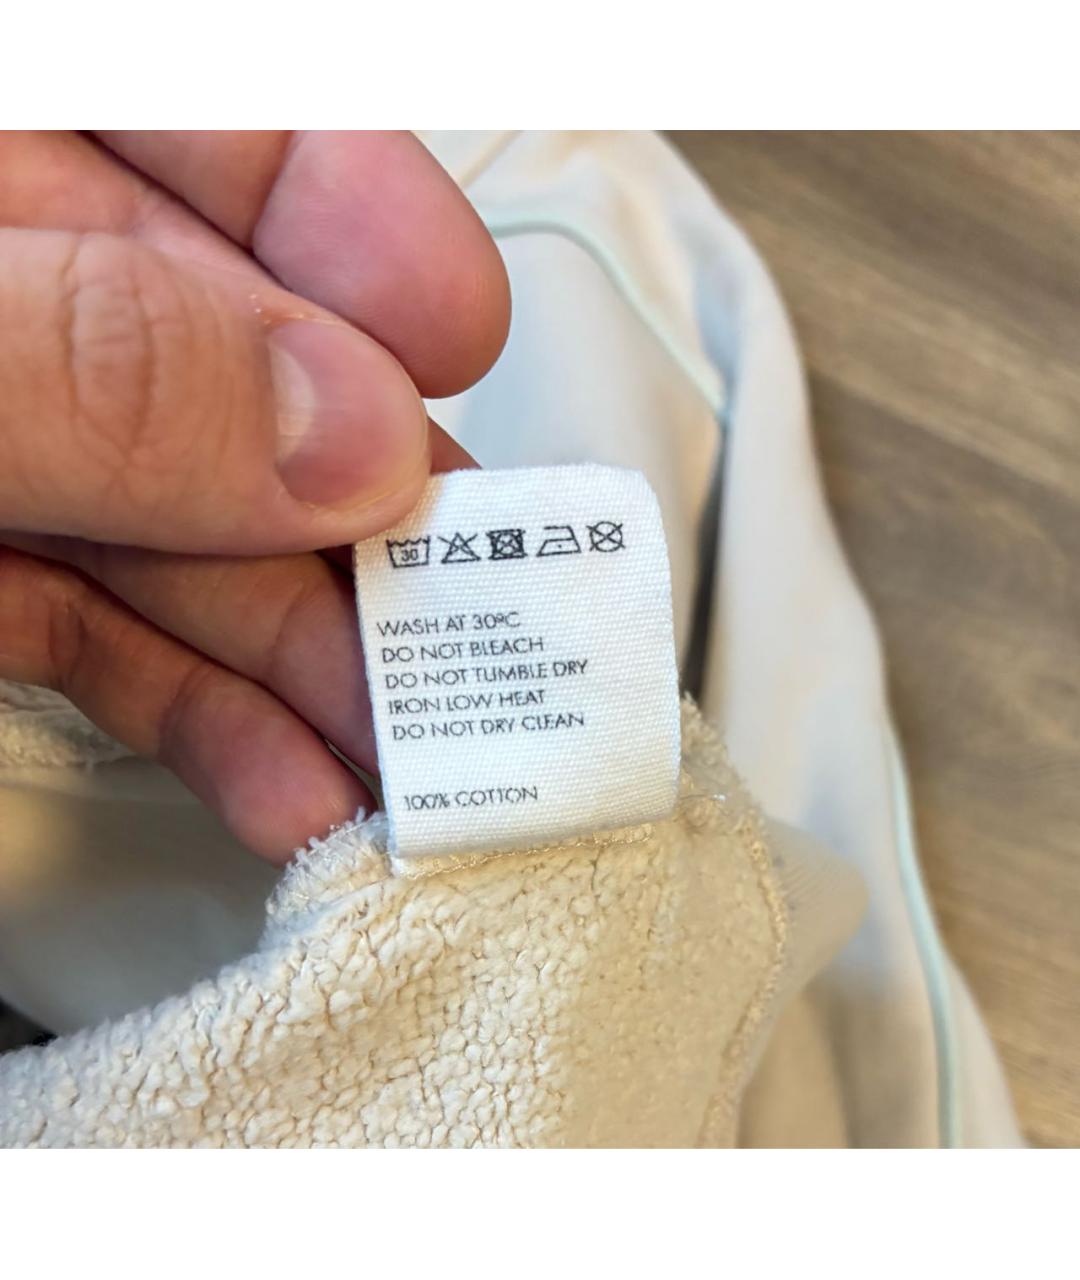 30
WASH AT 30ºC
DO NOT BLEACH
DO NOT TUMBLE DRY
IRON LOW HEAT
DO NOT DRY CLEAN
100% COTTON